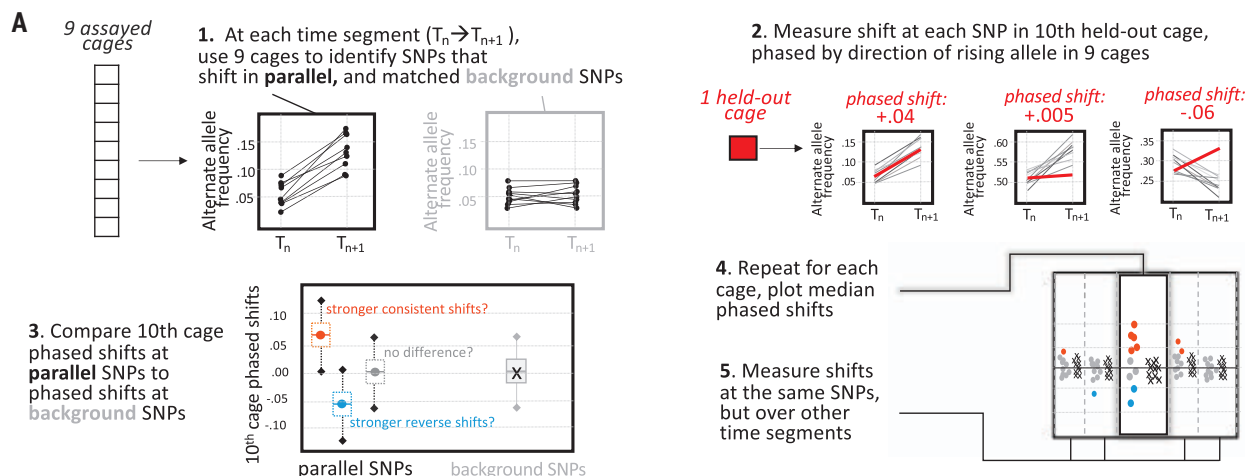 A
9 assayed
cages
1. At each time segment (Tn→Tn+1),
use 9 cages to identify SNPs that
shift in parallel, and matched background SNPs
Alternate allele
frequency
.15
.10
.05
Tn
Tn+1
Alternate allele
frequency
.15
.10
.05
Tn
Tn+1
2. Measure shift at each SNP in 10th held-out cage,
phased by direction of rising allele in 9 cages
1 held-out
cage
phased shift:
+.04
Alternate allele
frequency
.15
.10
.05
Tn
Tn+1
phased shift:
+.005
Alternate allele
frequency
.60
.55
.50
Tn
Tn+1
phased shift:
-.06
Alternate allele
frequency
.35
.30
.25
Tn
Tn+1
3. Compare 10th cage
phased shifts at
parallel SNPs to
phased shifts at
background SNPs
10th cage phased shifts
.10
.05
.00
-.05
-.10
stronger consistent shifts?
no difference?
stronger reverse shifts?
X
parallel SNPs
background SNPs
4. Repeat for each
cage, plot median
phased shifts
5. Measure shifts
at the same SNPs,
but over other
time segments